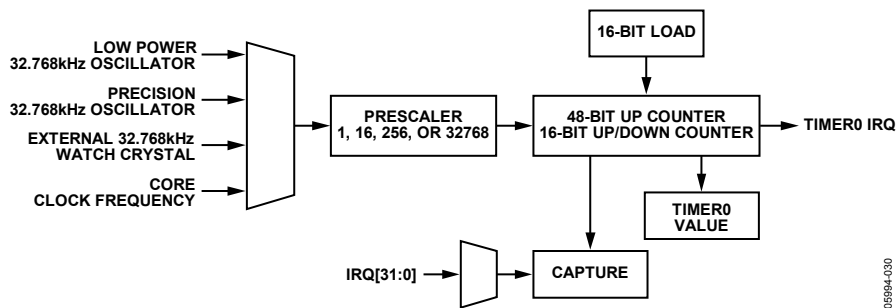 LOW POWER
32.768kHz OSCILLATOR
PRECISION
32.768kHz OSCILLATOR
EXTERNAL 32.768kHz
WATCH CRYSTAL
CORE
CLOCK FREQUENCY
PRESCALER
1, 16, 256, OR 32768
16-BIT LOAD
48-BIT UP COUNTER
16-BIT UP/DOWN COUNTER
TIMER0 IRQ
TIMER0
VALUE
IRQ[31:0]
CAPTURE
05994-030